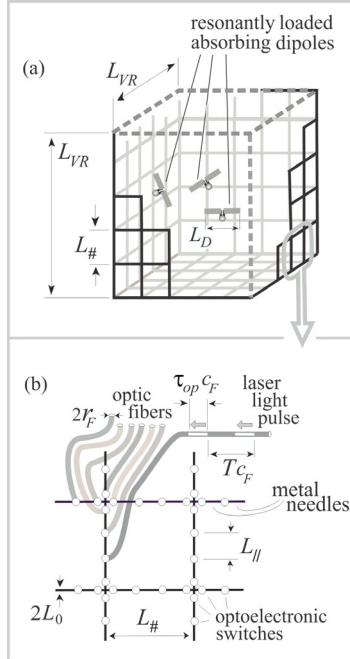 resonantly loaded
absorbing dipoles
(a)
L_VR
L_VR
L_#
L_D
(b)
optic
fibers
2r_F
τ_op c_F
laser
light
pulse
Tc_F
metal
needles
L_//
2L_0
L_#
optoelectronic
switches